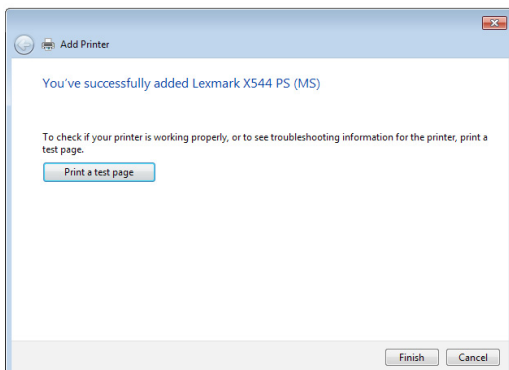 Add Printer
You've successfully added Lexmark X544 PS (MS)
To check if your printer is working properly, or to see troubleshooting information for the printer, print a
test page.
Print a test page
Finish Cancel